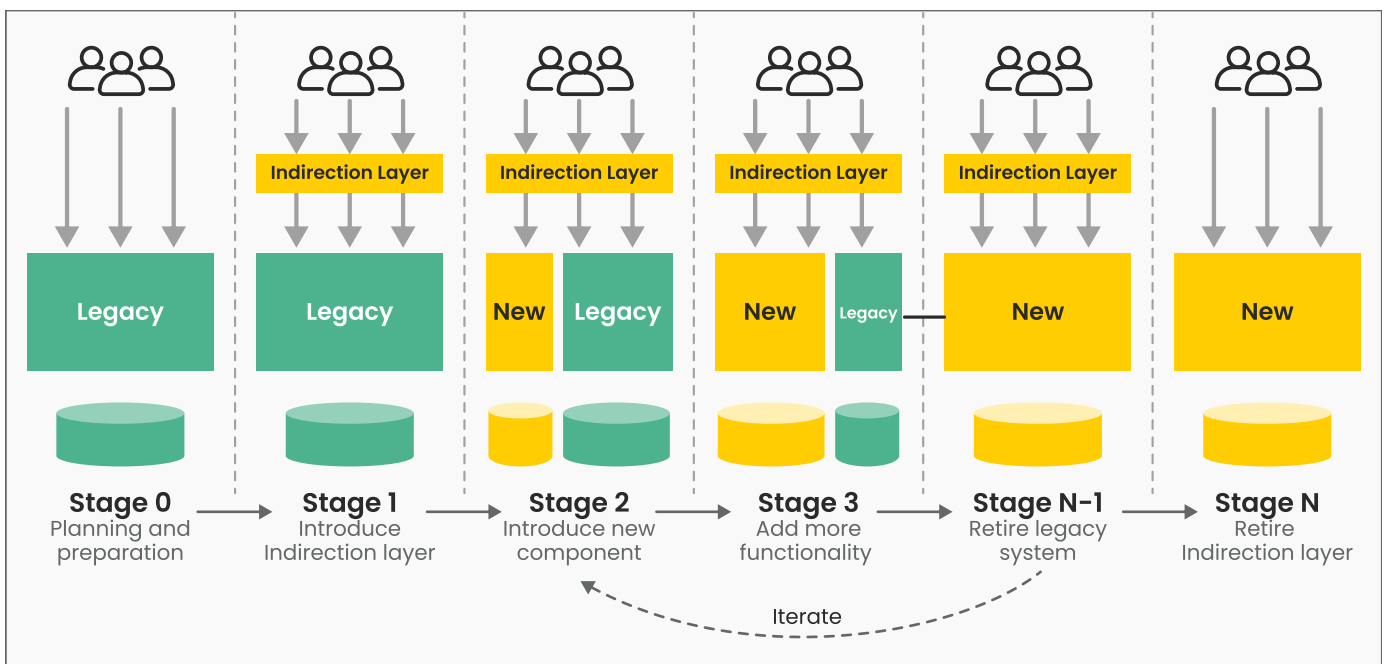 Indirection Layer
Indirection Layer
Indirection Layer
Indirection Layer
Legacy
Legacy
New
Legacy
New
Legacy
New
New
Stage 0
Planning and
preparation
Stage 1
Introduce
Indirection layer
Stage 2
Introduce new
component
Stage 3
Add more
functionality
Stage N-1
Retire legacy
system
Stage N
Retire
Indirection layer
Iterate